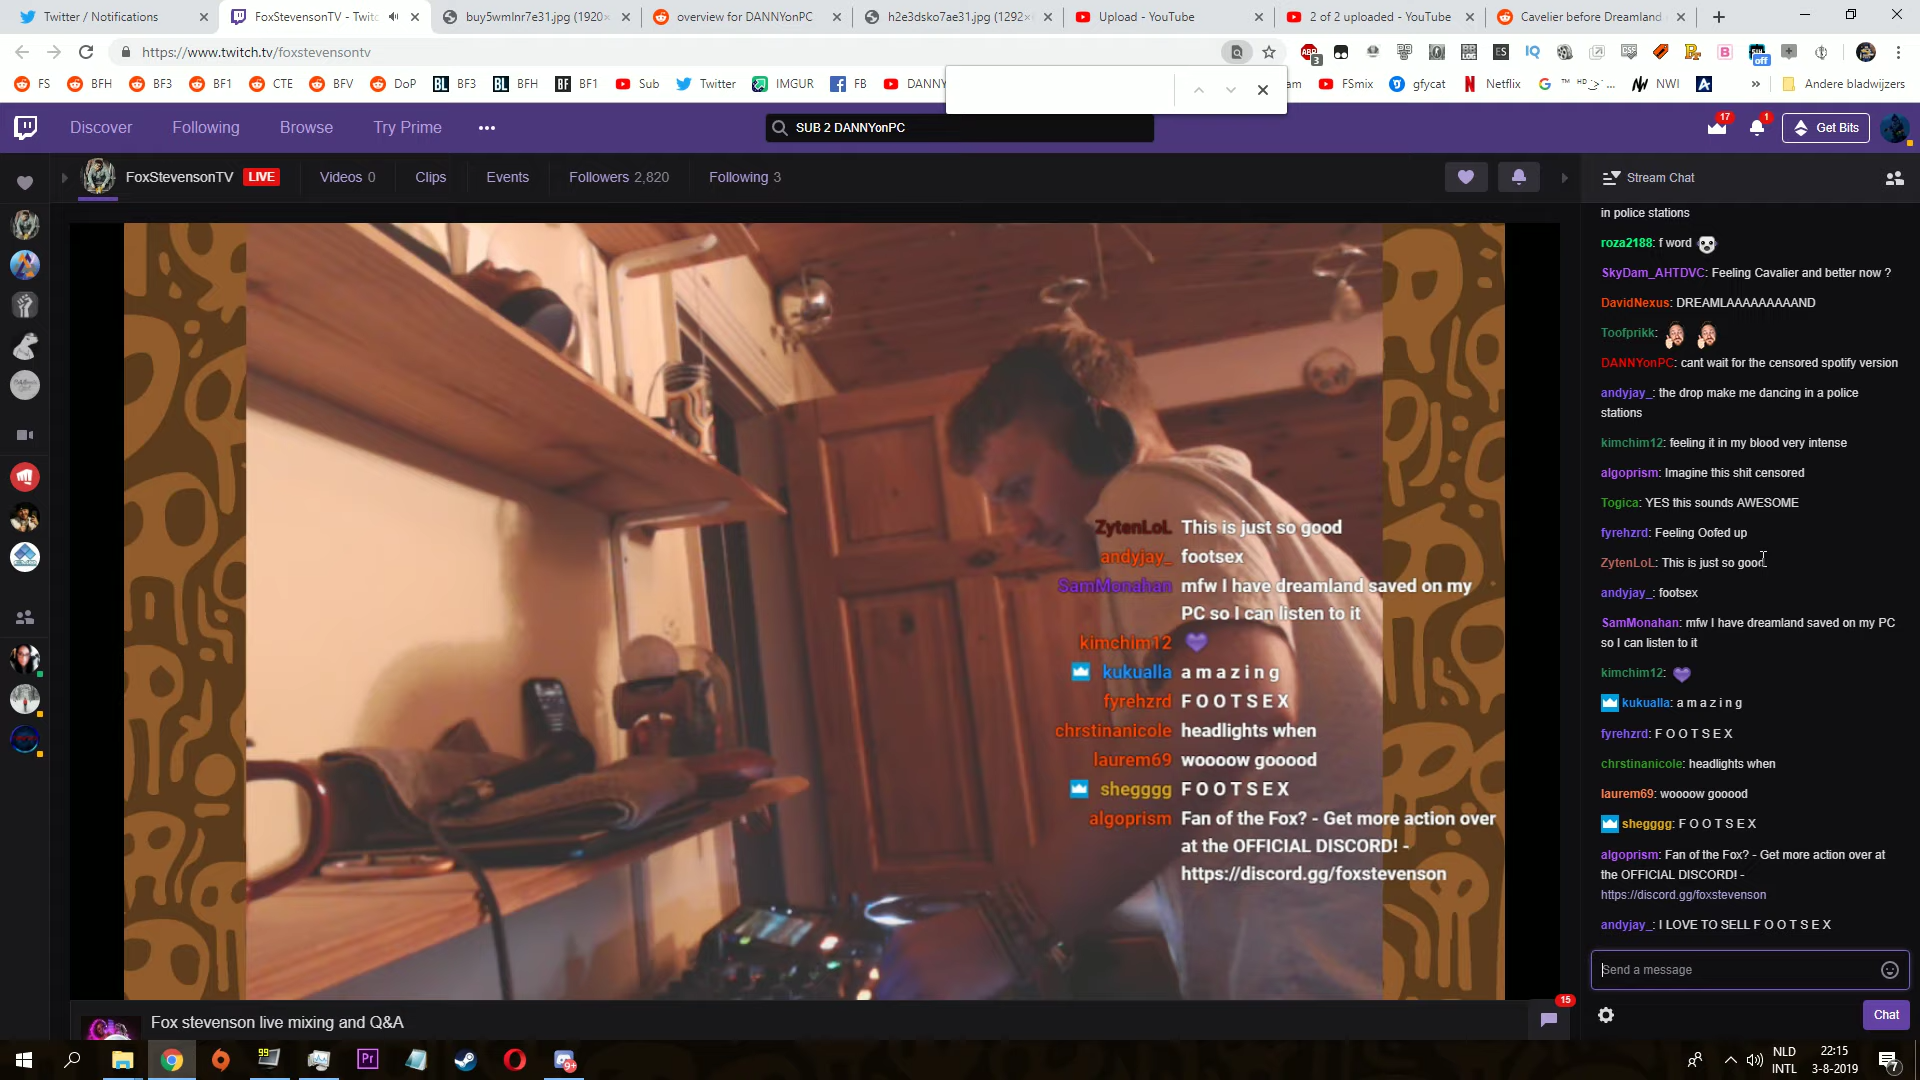 Twitter / Notifications
FoxStevensonTV - Twitc
buy5wmlnr7e31.jpg (1920×
overview for DANNYonPC
h2e3dsko7ae31.jpg (1292×
Upload - YouTube
2 of 2 uploaded - YouTube
Cavelier before Dreamland
https://www.twitch.tv/foxstevensontv
FS
BFH
BF3
BF1
CTE
BFV
DoP
BF3
BFH
BF1
Sub
Twitter
IMGUR
FB
DANNY
am
FSmix
gfycat
Netflix
NWI
Andere bladwijzers
Discover
Following
Browse
Try Prime
SUB 2 DANNYonPC
17
1
Get Bits
FoxStevensonTV
LIVE
Videos 0
Clips
Events
Followers 2,820
Following 3
Stream Chat
in police stations
roza2188: f word
SkyDam_AHTDVC: Feeling Cavalier and better now ?
DavidNexus: DREAMLAAAAAAAAAND
Toofprikk:
DANNYonPC: cant wait for the censored spotify version
andyjay_: the drop make me dancing in a police
stations
kimchim12: feeling it in my blood very intense
algoprism: Imagine this shit censored
Togica: YES this sounds AWESOME
fyrehzrd: Feeling Oofed up
ZytenLoL: This is just so good
andyjay_: footsex
SamMonahan: mfw I have dreamland saved on my PC
so I can listen to it
kimchim12:
kukualla: a m a z i n g
fyrehzrd: F O O T S E X
chrstinanicole: headlights when
laurem69: woooow gooood
shegggg: F O O T S E X
algoprism: Fan of the Fox? - Get more action over at
the OFFICIAL DISCORD! -
https://discord.gg/foxstevenson
andyjay_: I LOVE TO SELL F O O T S E X
ZytenLoL This is just so good
andyjay_ footsex
SamMonahan mfw I have dreamland saved on my
PC so I can listen to it
kimchim12
kukualla a m a z i n g
fyrehzrd F O O T S E X
chrstinanicole headlights when
laurem69 woooow gooood
shegggg F O O T S E X
algoprism Fan of the Fox? - Get more action over
at the OFFICIAL DISCORD! -
https://discord.gg/foxstevenson
Send a message
Chat
15
Fox stevenson live mixing and Q&A
NLD
INTL
22:15
3-8-2019
7